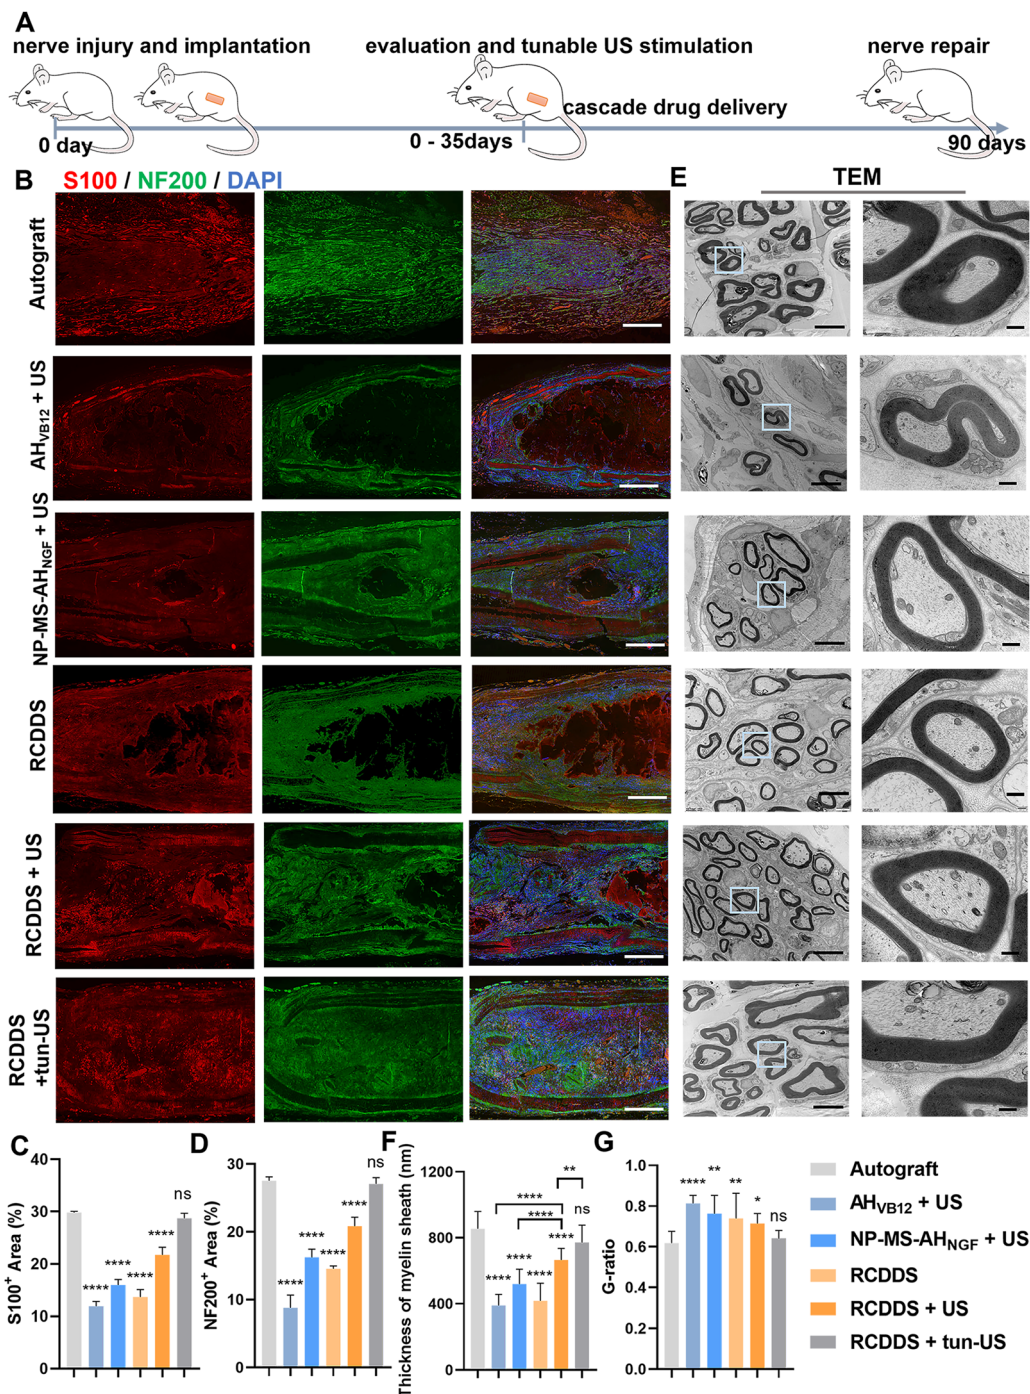 A
nerve injury and implantation
evaluation and tunable US stimulation
nerve repair
cascade drug delivery
0 day
0 - 35days
90 days
B
S100 / NF200 / DAPI
E
TEM
Autograft
AHVB12 + US
NP-MS-AHNGF + US
RCDDS
RCDDS + US
RCDDS
+tun-US
C
S100+ Area (%)
40
30
20
10
0
****
****
****
****
ns
D
NF200+ Area (%)
30
20
10
0
****
****
****
****
ns
F
Thickness of myelin sheath (nm)
1200
800
400
0
****
****
****
****
****
****
**
ns
G
G-ratio
1.0
0.8
0.6
0.4
0.2
0.0
****
**
**
*
ns
Autograft
AHVB12 + US
NP-MS-AHNGF + US
RCDDS
RCDDS + US
RCDDS + tun-US